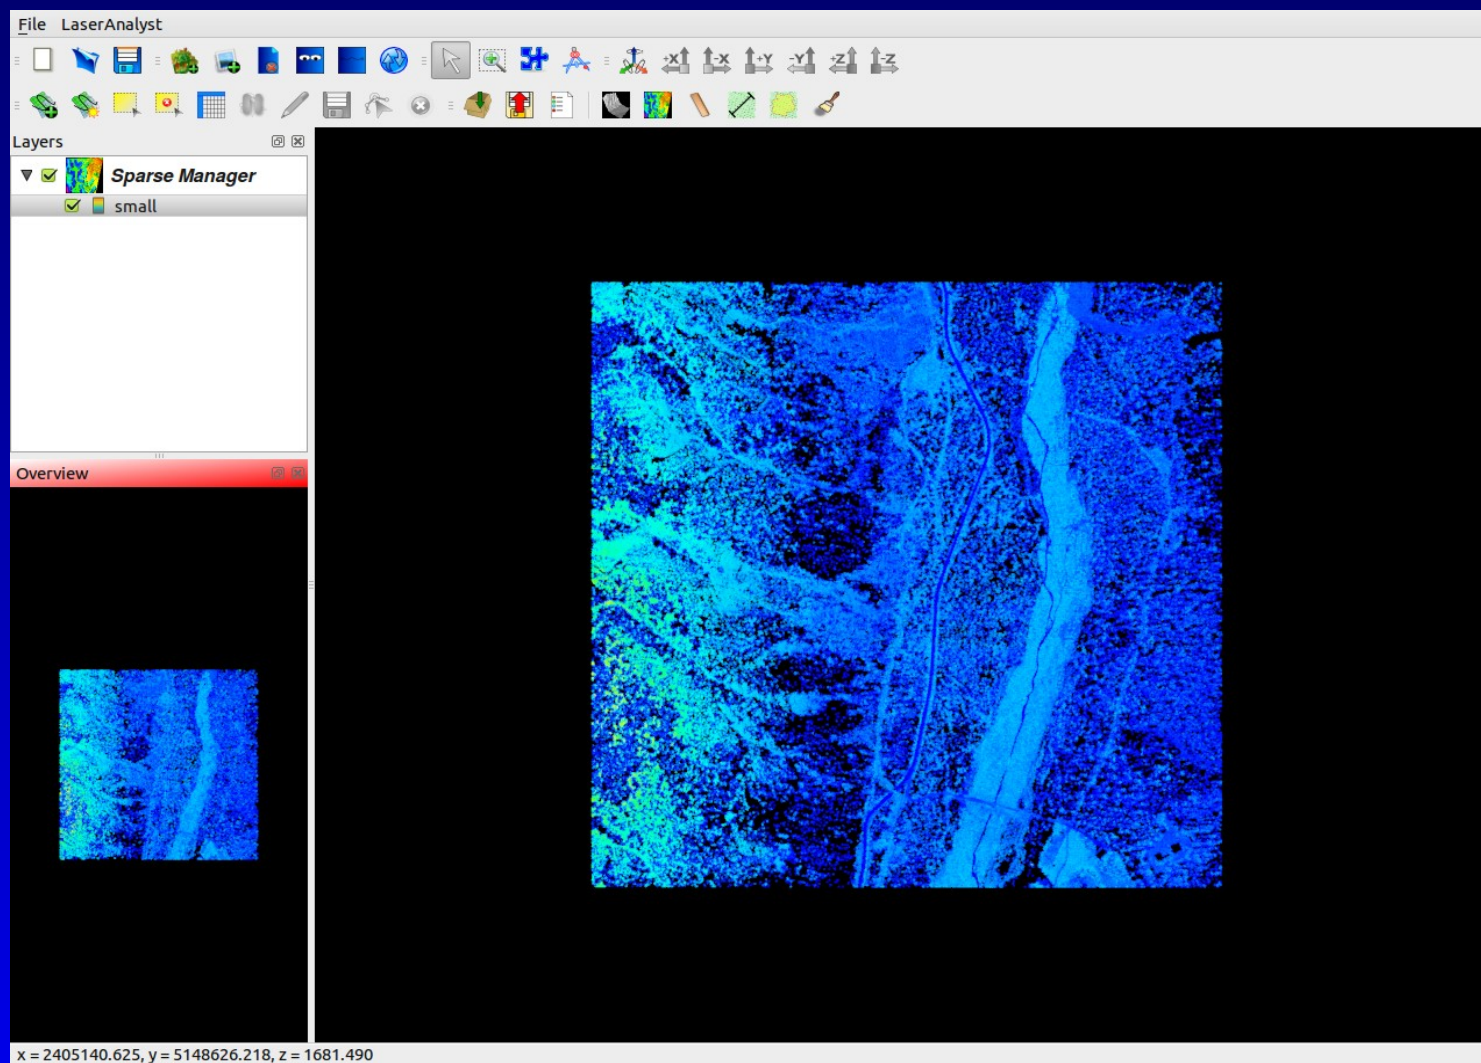 File LaserAnalyst
+X -X +Y -Y +Z -Z
Layers
Sparse Manager
small
Overview
x = 2405140.625, y = 5148626.218, z = 1681.490